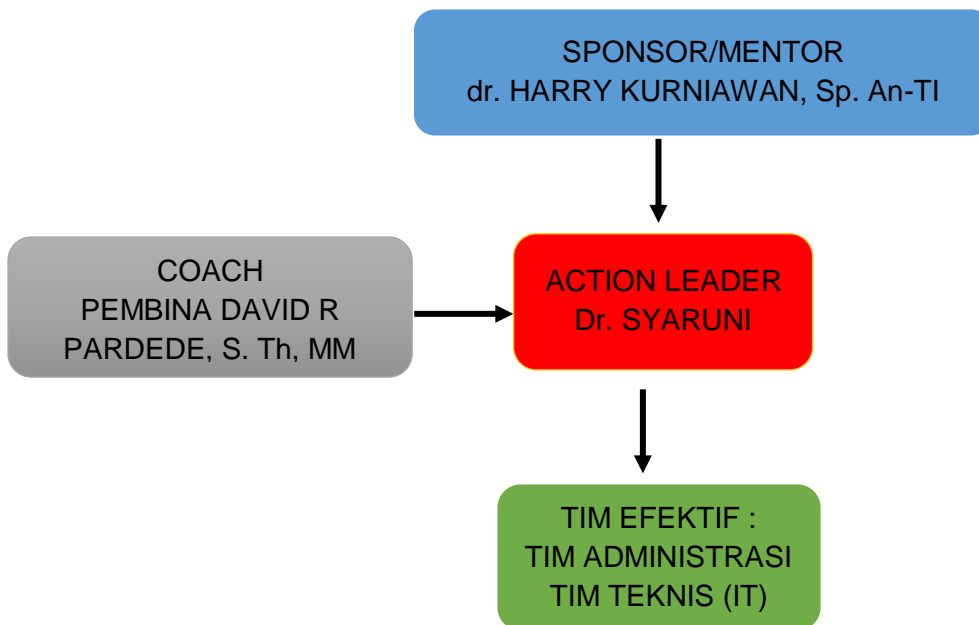 SPONSOR/MENTOR
dr. HARRY KURNIAWAN, Sp. An-TI
COACH
PEMBINA DAVID R
PARDEDE, S. Th, MM
ACTION LEADER
Dr. SYARUNI
TIM EFEKTIF :
TIM ADMINISTRASI
TIM TEKNIS (IT)